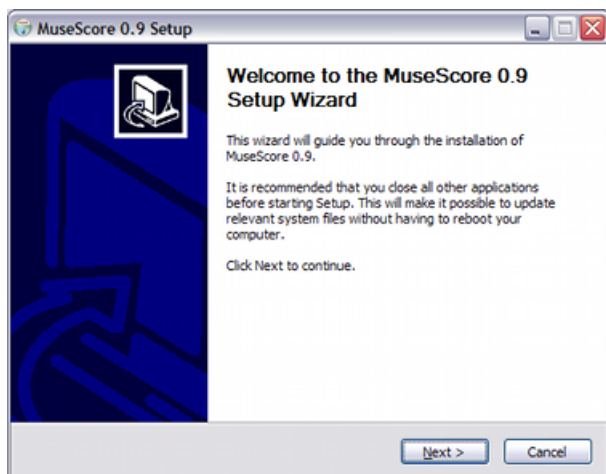 MuseScore 0.9 Setup
Welcome to the MuseScore 0.9
Setup Wizard
This wizard will guide you through the installation of
MuseScore 0.9.
It is recommended that you close all other applications
before starting Setup. This will make it possible to update
relevant system files without having to reboot your
computer.
Click Next to continue.
Next >
Cancel